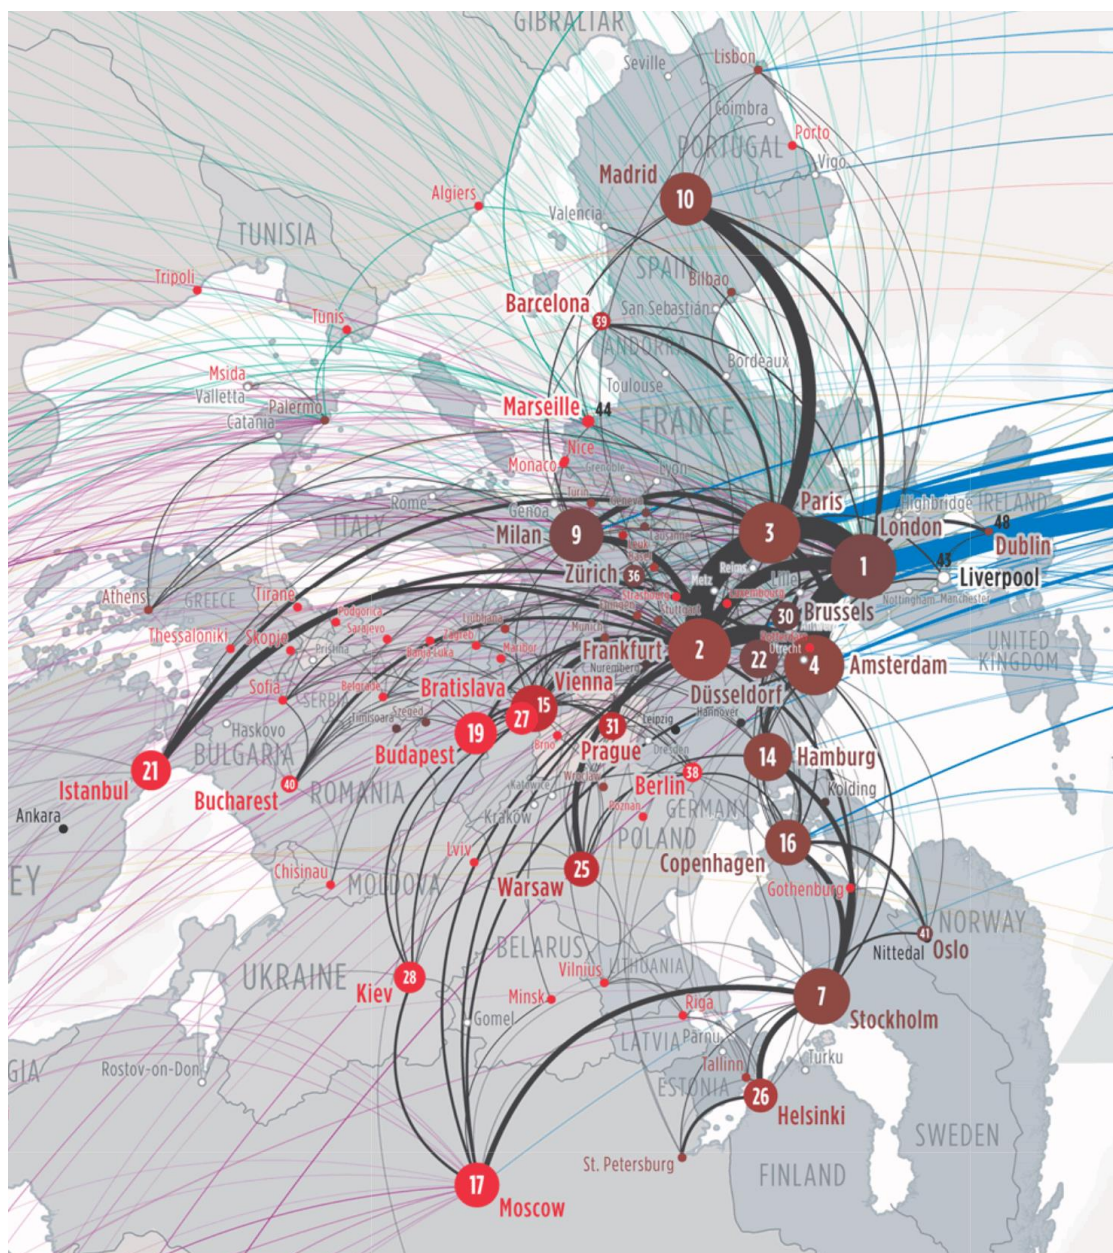 GIBRALTAR
Lisbon
Seville
Coimbra
Porto
PORTUGAL
Vigo
Madrid
10
Algiers
Valencia
TUNISIA
SPAIN
Bilbao
Tripoli
Barcelona
39
San Sebastián
Tunis
ANDORRA
Bordeaux
Msida
Toulouse
Valletta
Palermo
Marseille
44
FRANCE
Catania
Nice
Monaco
Grenoble
Lyon
Turin
Rome
Genoa
Paris
Highbridge
IRELAND
ITALY
Milan
9
3
London
48
Lausanne
Dublin
Zürich
36
Metz
Reims
Lille
1
43
Liverpool
Athens
GREECE
Tirane
Strasbourg
Luxembourg
Nottingham
Manchester
Podgorica
Stuttgart
30
Brussels
Thessaloniki
Skopje
Sarajevo
Ljubljana
Munich
UNITED
KINGDOM
Pristina
Banja Luka
Zagreb
Maribor
Frankfurt
2
22
Utrecht
4
Amsterdam
Nuremberg
Sofia
SERBIA
Belgrade
Bratislava
Vienna
15
Düsseldorf
Haskovo
Timisoara
Szeged
27
31
Leipzig
Hannover
BULGARIA
Budapest
19
Brno
Prague
Dresden
14
Hamburg
Istanbul
21
Bucharest
40
ROMANIA
Katowice
Wroclaw
Berlin
38
Kolding
Ankara
Kraków
Poznan
GERMANY
POLAND
EY
Lviv
16
Copenhagen
Chisinau
MOLDOVA
Warsaw
25
Gothenburg
NORWAY
41
Nittedal
Oslo
BELARUS
UKRAINE
28
Kiev
Vilnius
LITHUANIA
Minsk
7
Stockholm
Riga
Gomel
LATVIA
Parnu
GIA
Rostov-on-Don
Tallinn
Turku
ESTONIA
26
Helsinki
SWEDEN
St. Petersburg
FINLAND
17
Moscow